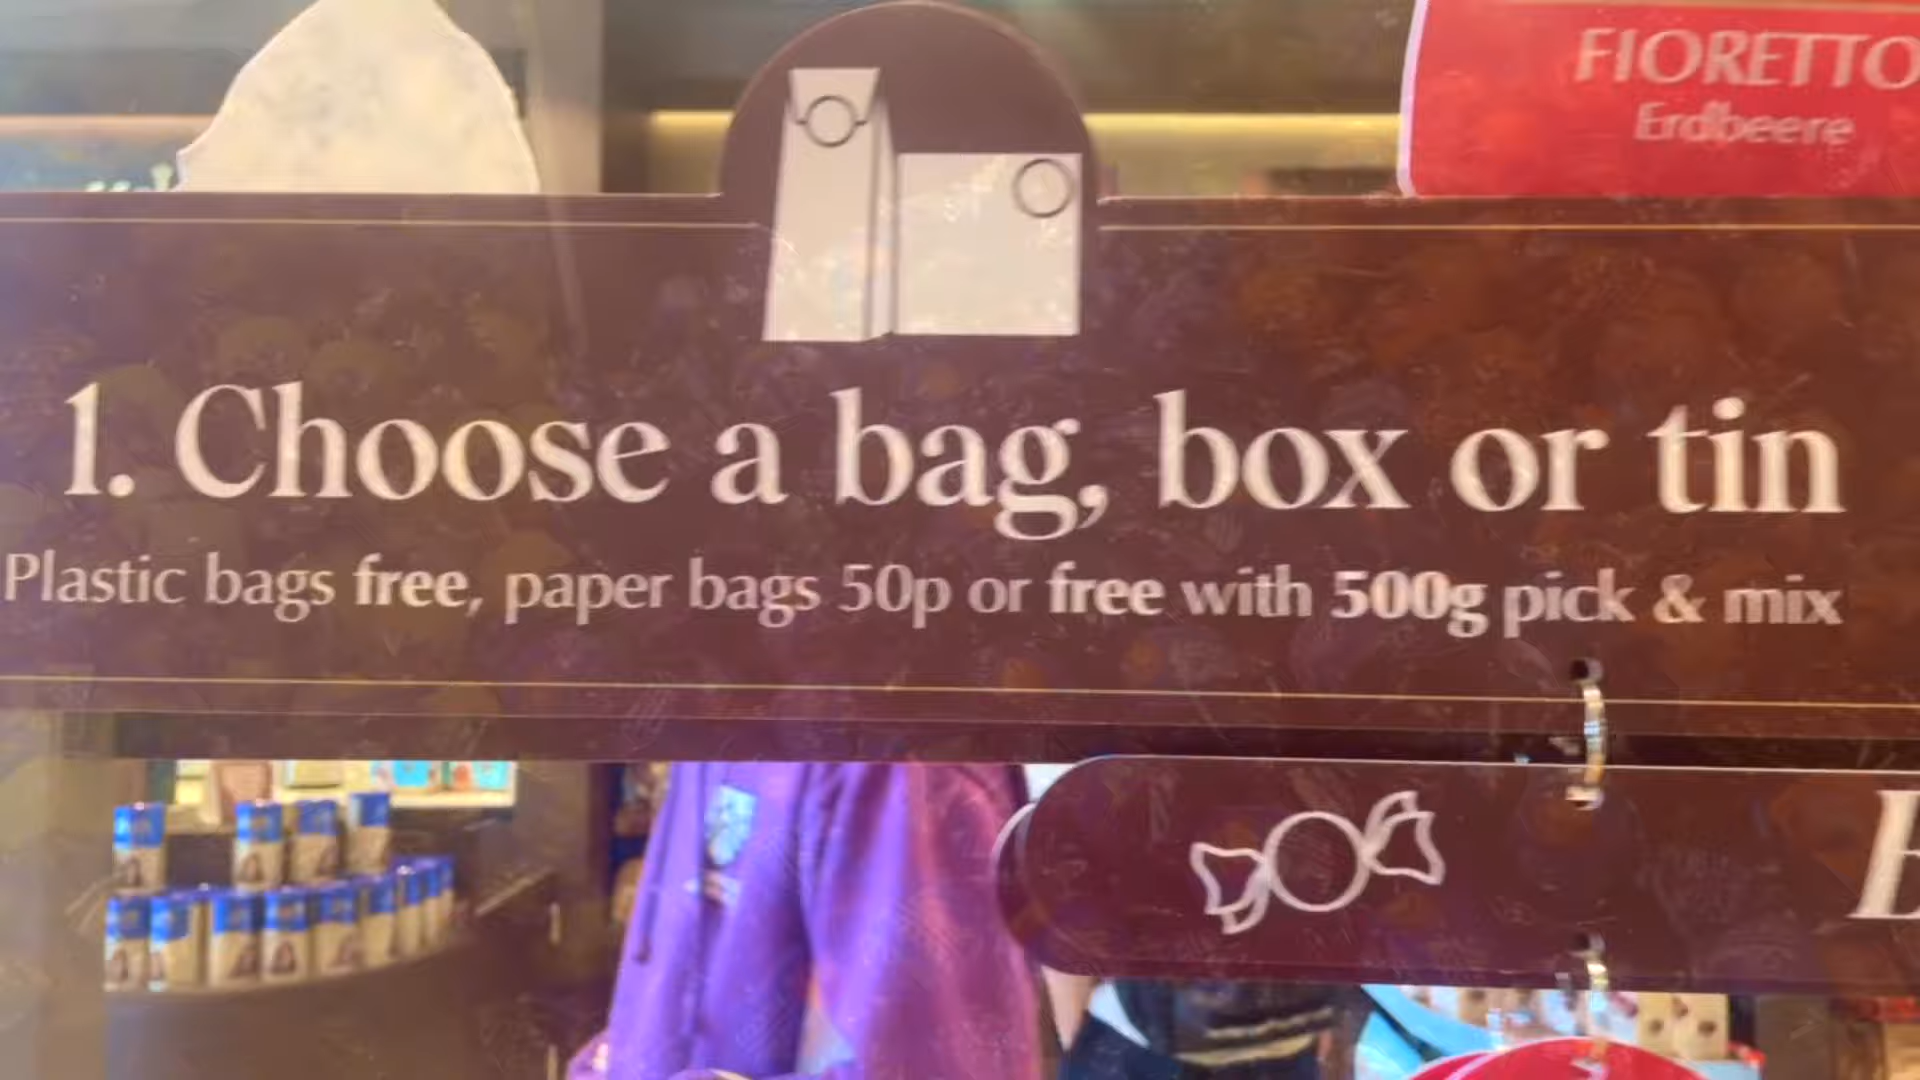 FIORETTO
Erdbeere
1. Choose a bag, box or tin
Plastic bags free, paper bags 50p or free with 500g pick & mix